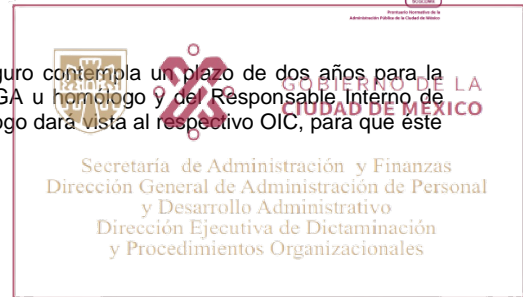 Prontuario Normativo de la
Administración Pública de la Ciudad de México
guro contempla un plazo de dos años para la
GA u homólogo y del Responsable Interno de
ogo dará vista al respectivo OIC, para que éste
GOBIERNO DE LA
CIUDAD DE MÉXICO
Secretaría de Administración y Finanzas
Dirección General de Administración de Personal
y Desarrollo Administrativo
Dirección Ejecutiva de Dictaminación
y Procedimientos Organizacionales